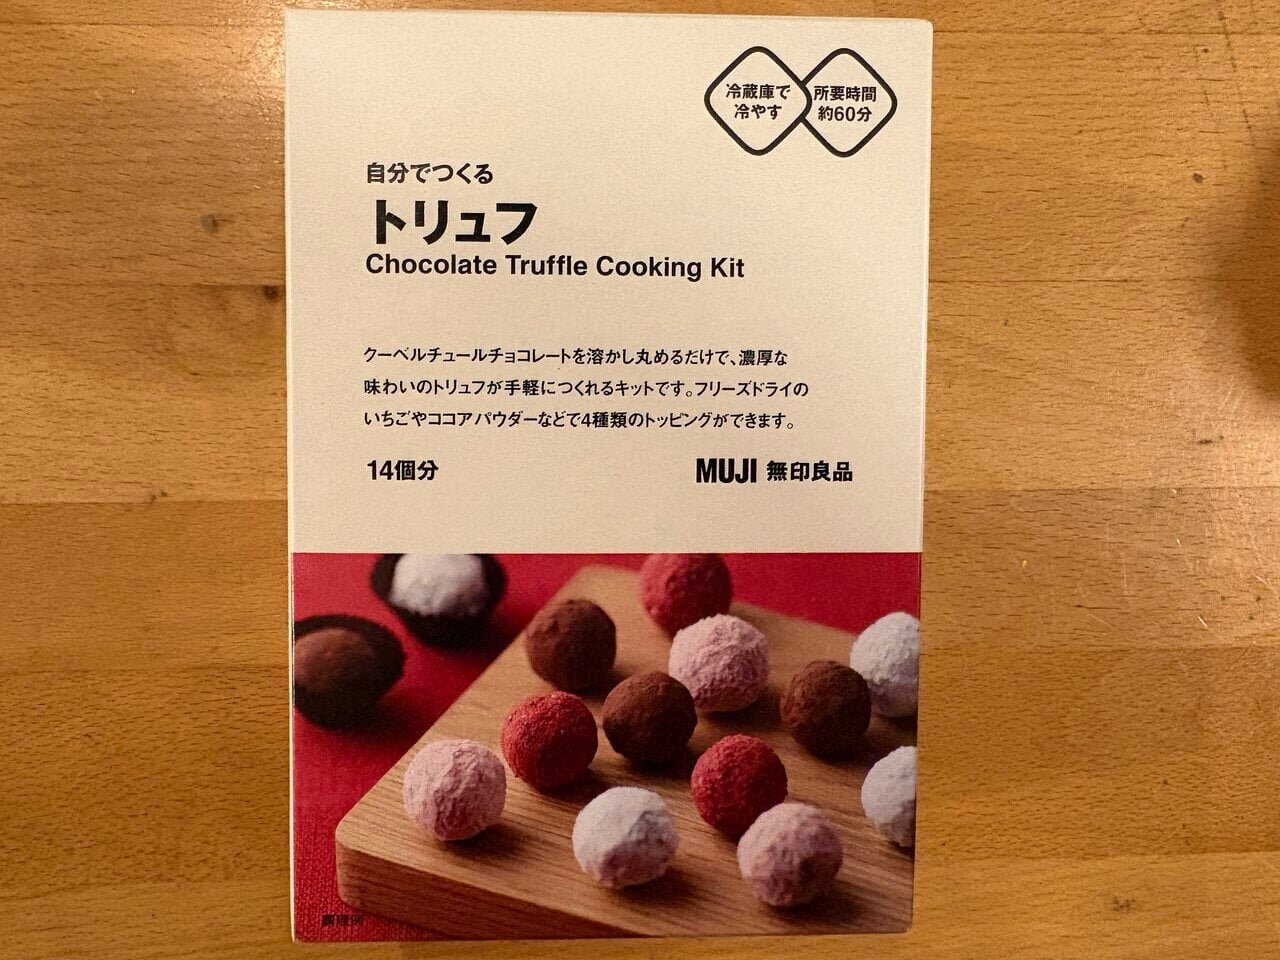 冷蔵庫で
冷やす
所要時間
約60分
自分でつくる
トリュフ
Chocolate Truffle Cooking Kit
クーベルチュールチョコレートを溶かし丸めるだけで、濃厚な
味わいのトリュフが手軽につくれるキットです。フリーズドライの
いちごやココアパウダーなどで4種類のトッピングができます。
14個分
MUJI 無印良品
調理例